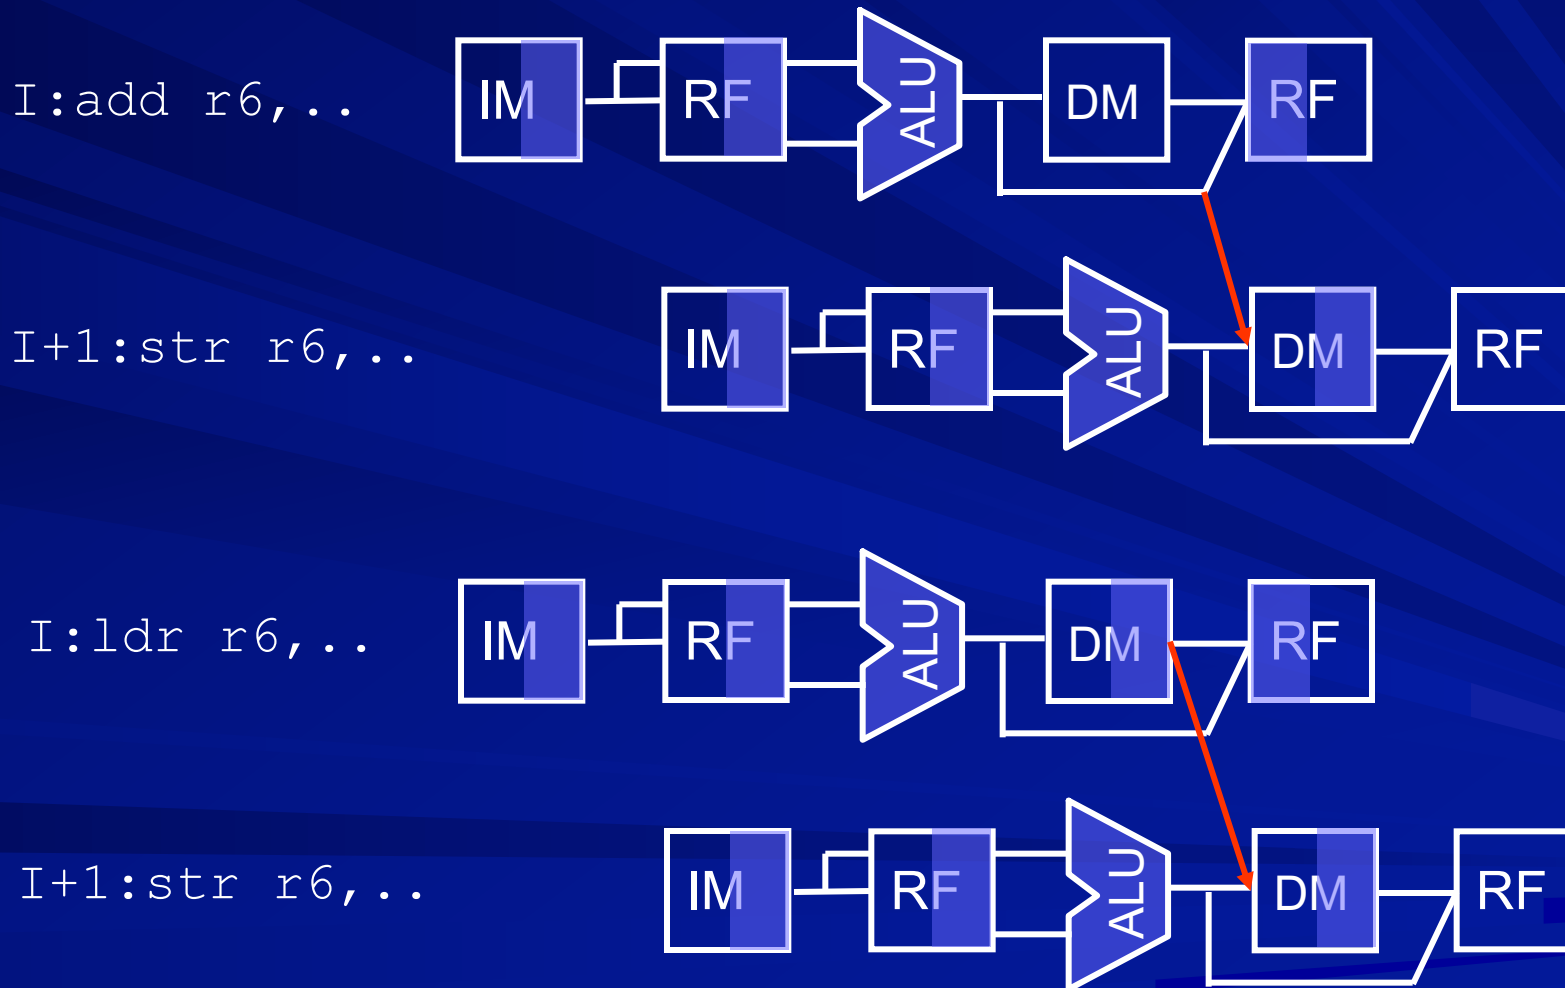 I:add r6,.. IM RF ALU DM RF
I+1:str r6,.. IM RF ALU DM RF
I:ldr r6,.. IM RF ALU DM RF
I+1:str r6,.. IM RF ALU DM RF